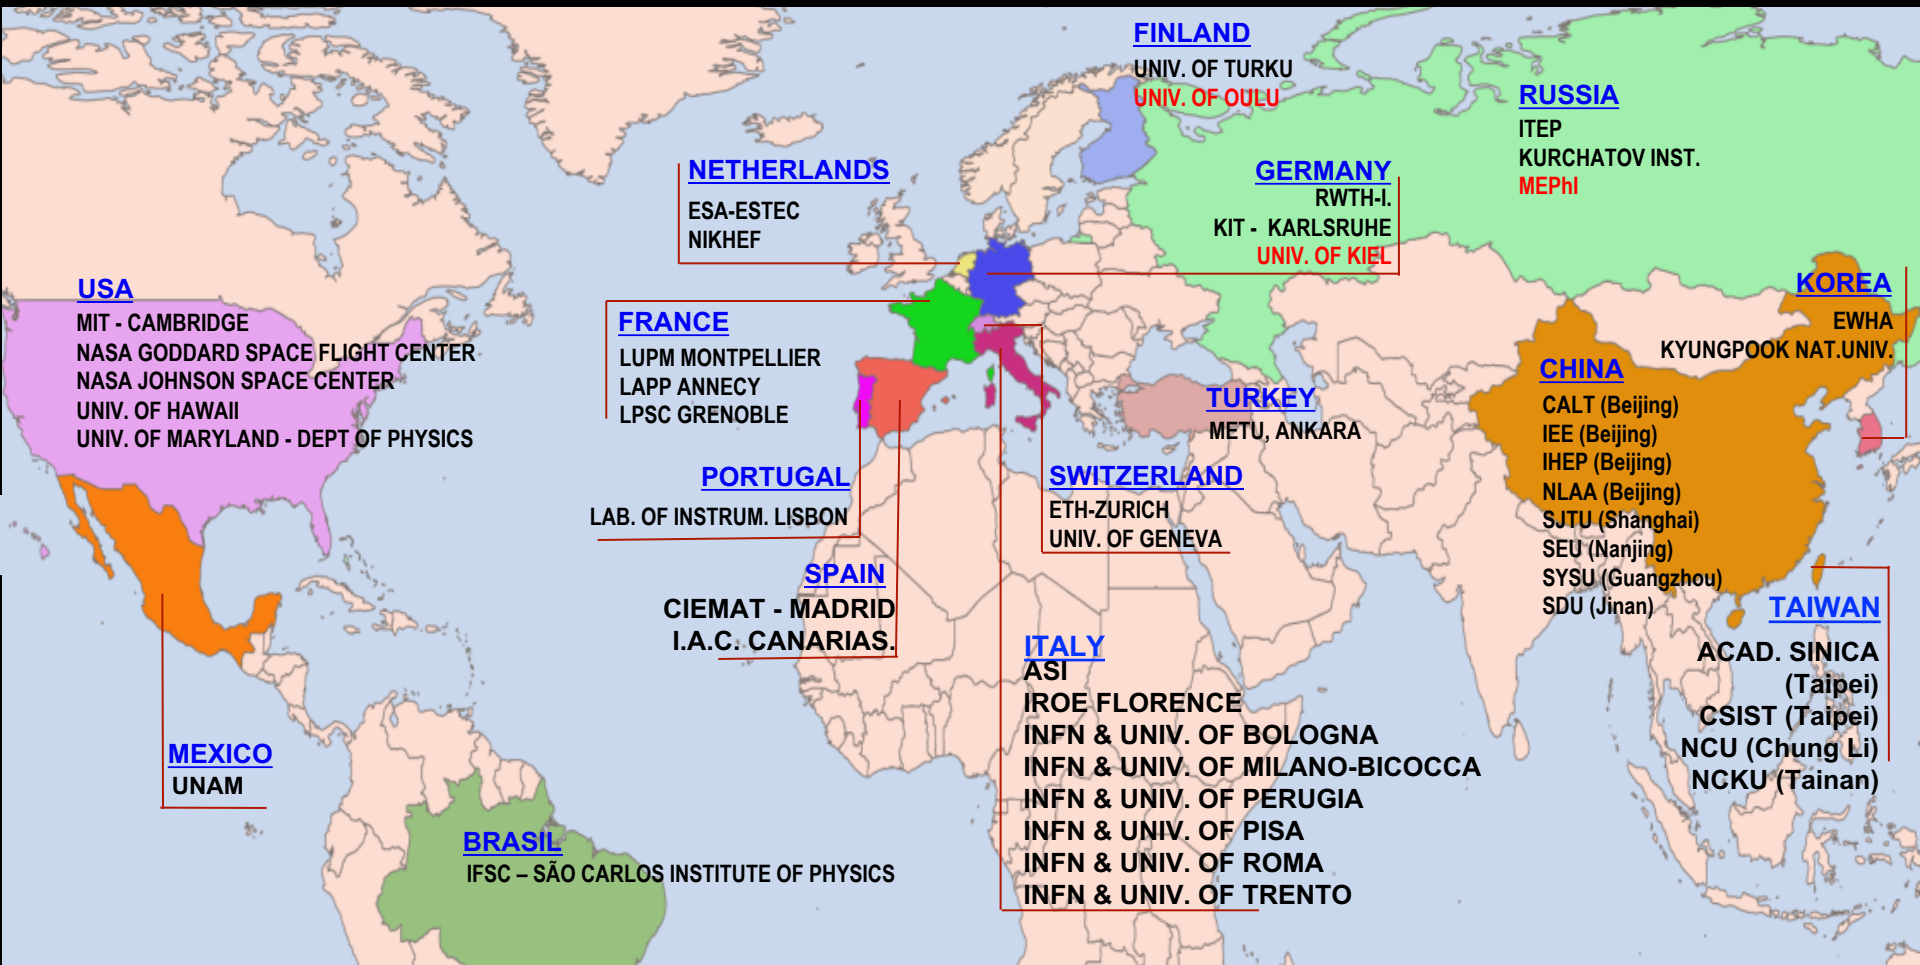 FINLAND
UNIV. OF TURKU
UNIV. OF OULU
RUSSIA
ITEP
KURCHATOV INST.
MEPhI
NETHERLANDS
ESA-ESTEC
NIKHEF
GERMANY
RWTH-I.
KIT - KARLSRUHE
UNIV. OF KIEL
USA
MIT - CAMBRIDGE
NASA GODDARD SPACE FLIGHT CENTER
NASA JOHNSON SPACE CENTER
UNIV. OF HAWAII
UNIV. OF MARYLAND - DEPT OF PHYSICS
FRANCE
LUPM MONTPELLIER
LAPP ANNECY
LPSC GRENOBLE
KOREA
EWHA
KYUNGPOOK NAT.UNIV.
CHINA
CALT (Beijing)
IEE (Beijing)
IHEP (Beijing)
NLAA (Beijing)
SJTU (Shanghai)
SEU (Nanjing)
SYSU (Guangzhou)
SDU (Jinan)
TURKEY
METU, ANKARA
PORTUGAL
LAB. OF INSTRUM. LISBON
SWITZERLAND
ETH-ZURICH
UNIV. OF GENEVA
SPAIN
CIEMAT - MADRID
I.A.C. CANARIAS.
TAIWAN
ACAD. SINICA
(Taipei)
CSIST (Taipei)
NCU (Chung Li)
NCKU (Tainan)
ITALY
ASI
IROE FLORENCE
INFN & UNIV. OF BOLOGNA
INFN & UNIV. OF MILANO-BICOCCA
INFN & UNIV. OF PERUGIA
INFN & UNIV. OF PISA
INFN & UNIV. OF ROMA
INFN & UNIV. OF TRENTO
MEXICO
UNAM
BRASIL
IFSC – SÃO CARLOS INSTITUTE OF PHYSICS